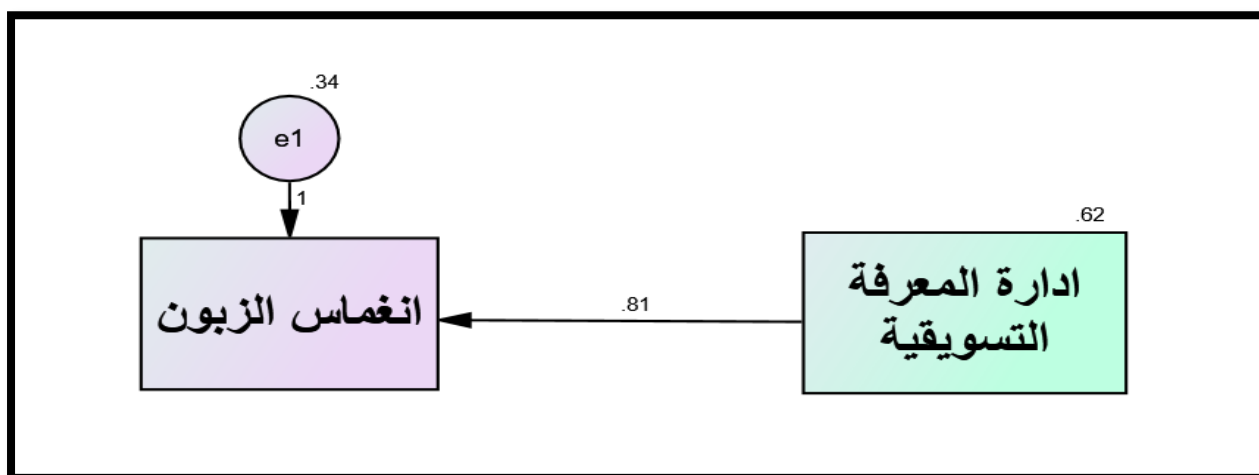 .34
e1
1
.62
انغماس الزبون
.81
ادارة المعرفة
التسويقية